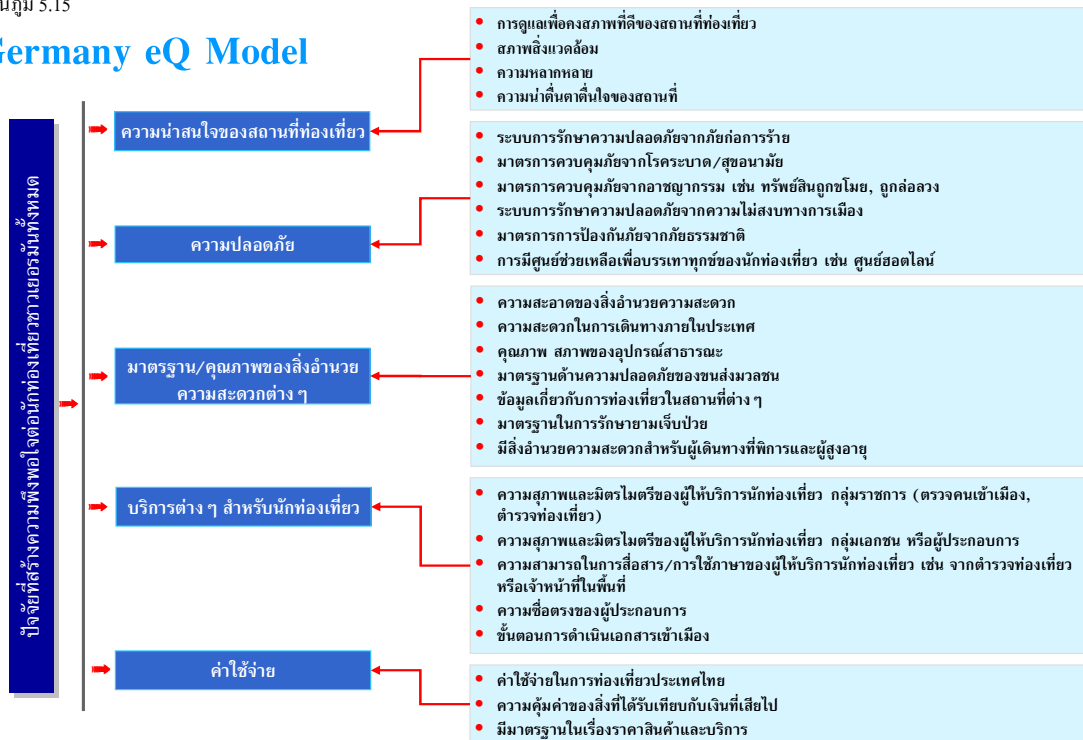 นภูมิ 5.15
Germany eQ Model
ปัจจัยที่สร้างความพึงพอใจต่อนักท่องเที่ยวชาวเยอรมันทั้งหมด
ความน่าสนใจของสถานที่ท่องเที่ยว
• การดูแลเพื่อคงสภาพที่ดีของสถานที่ท่องเที่ยว
• สภาพสิ่งแวดล้อม
• ความหลากหลาย
• ความน่าตื่นตาตื่นใจของสถานที่
ความปลอดภัย
• ระบบการรักษาความปลอดภัยจากภัยก่อการร้าย
• มาตรการควบคุมภัยจากโรคระบาด/สุขอนามัย
• มาตรการควบคุมภัยจากอาชญากรรม เช่น ทรัพย์สินถูกขโมย, ถูกล่อลวง
• ระบบการรักษาความปลอดภัยจากความไม่สงบทางการเมือง
• มาตรการการป้องกันภัยจากภัยธรรมชาติ
• การมีศูนย์ช่วยเหลือเพื่อบรรเทาทุกข์ของนักท่องเที่ยว เช่น ศูนย์ฮอตไลน์
มาตรฐาน/คุณภาพของสิ่งอำนวย
ความสะดวกต่าง ๆ
• ความสะอาดของสิ่งอำนวยความสะดวก
• ความสะดวกในการเดินทางภายในประเทศ
• คุณภาพ สภาพของอุปกรณ์สาธารณะ
• มาตรฐานด้านความปลอดภัยของขนส่งมวลชน
• ข้อมูลเกี่ยวกับการท่องเที่ยวในสถานที่ต่าง ๆ
• มาตรฐานในการรักษายามเจ็บป่วย
• มีสิ่งอำนวยความสะดวกสำหรับผู้เดินทางที่พิการและผู้สูงอายุ
บริการต่าง ๆ สำหรับนักท่องเที่ยว
• ความสุภาพและมิตรไมตรีของผู้ให้บริการนักท่องเที่ยว กลุ่มราชการ (ตรวจคนเข้าเมือง,
ตำรวจท่องเที่ยว)
• ความสุภาพและมิตรไมตรีของผู้ให้บริการนักท่องเที่ยว กลุ่มเอกชน หรือผู้ประกอบการ
• ความสามารถในการสื่อสาร/การใช้ภาษาของผู้ให้บริการนักท่องเที่ยว เช่น จากตำรวจท่องเที่ยว
หรือเจ้าหน้าที่ในพื้นที่
• ความซื่อตรงของผู้ประกอบการ
• ขั้นตอนการดำเนินเอกสารเข้าเมือง
ค่าใช้จ่าย
• ค่าใช้จ่ายในการท่องเที่ยวประเทศไทย
• ความคุ้มค่าของสิ่งที่ได้รับเทียบกับเงินที่เสียไป
• มีมาตรฐานในเรื่องราคาสินค้าและบริการ